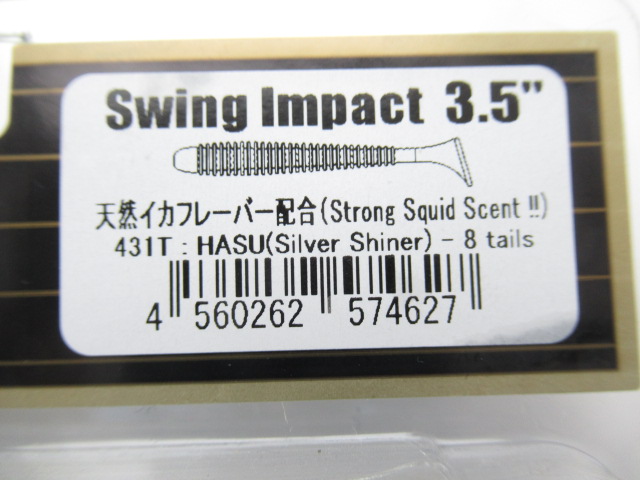 Swing Impact 3.5"
天然イカフレーバー配合(Strong Squid Scent !!)
431T : HASU(Silver Shiner) - 8 tails
4 560262 574627